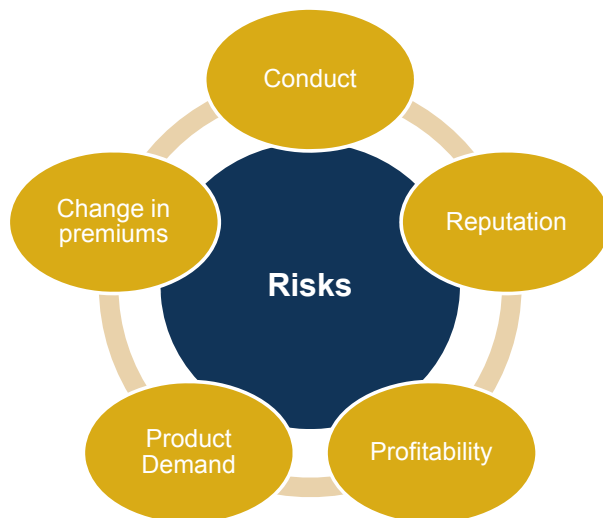 Conduct
Change in
premiums
Reputation
Risks
Product
Demand
Profitability